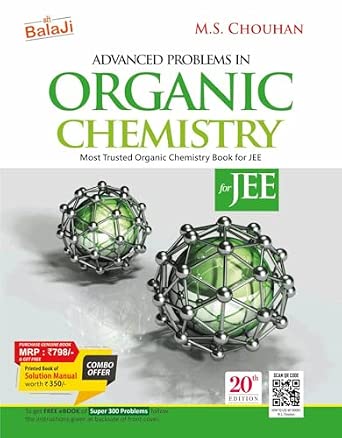 श्री
BalaJi
M.S. CHOUHAN
ADVANCED PROBLEMS IN
ORGANIC
CHEMISTRY
Most Trusted Organic Chemistry Book for JEE
for JEE
PURCHASE GENUINE BOOK
MRP : ₹798/-
& GET FREE
Printed Book of
Solution Manual
worth ₹350/-
COMBO
OFFER
20th
EDITION
SCAN QR CODE
M.S. Chouhan
To get FREE eBOOK of Super 300 Problems follow
the instructions given at backside of front cover.